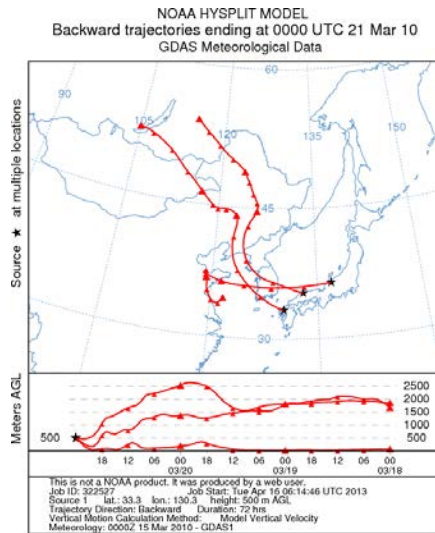 NOAA HYSPLIT MODEL
Backward trajectories ending at 0000 UTC 21 Mar 10
GDAS Meteorological Data
Source ★ at multiple locations
90
60
105
120
135
150
45
30
Meters AGL
500
2500
2000
1500
1000
500
18 12 06 00 18 12 06 00 18 12 06 00
03/20 03/19 03/18
This is not a NOAA product. It was produced by a web user.
Job ID: 322527 Job Start: Tue Apr 16 06:14:46 UTC 2013
Source 1 lat.: 33.3 lon.: 130.3 height: 500 m AGL
Trajectory Direction: Backward Duration: 72 hrs
Vertical Motion Calculation Method: Model Vertical Velocity
Meteorology: 0000Z 15 Mar 2010 - GDAS1